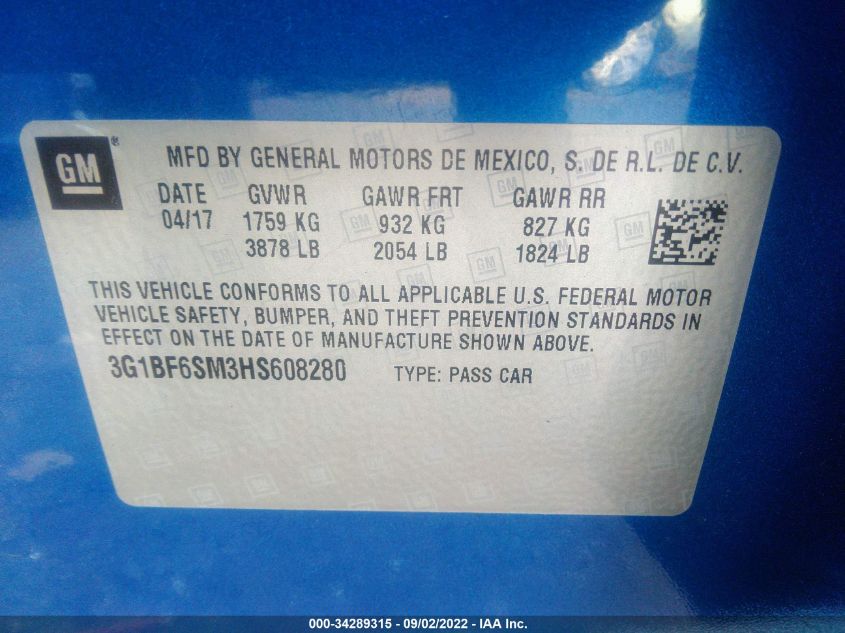 GM ®
MFD BY GENERAL MOTORS DE MEXICO, S. DE R.L. DE C.V.
DATE GVWR GAWR FRT GAWR RR
04/17 1759 KG 932 KG 827 KG
3878 LB 2054 LB 1824 LB
THIS VEHICLE CONFORMS TO ALL APPLICABLE U.S. FEDERAL MOTOR
VEHICLE SAFETY, BUMPER, AND THEFT PREVENTION STANDARDS IN
EFFECT ON THE DATE OF MANUFACTURE SHOWN ABOVE.
3G1BF6SM3HS608280 TYPE: PASS CAR
000-34289315 - 09/02/2022 - IAA Inc.